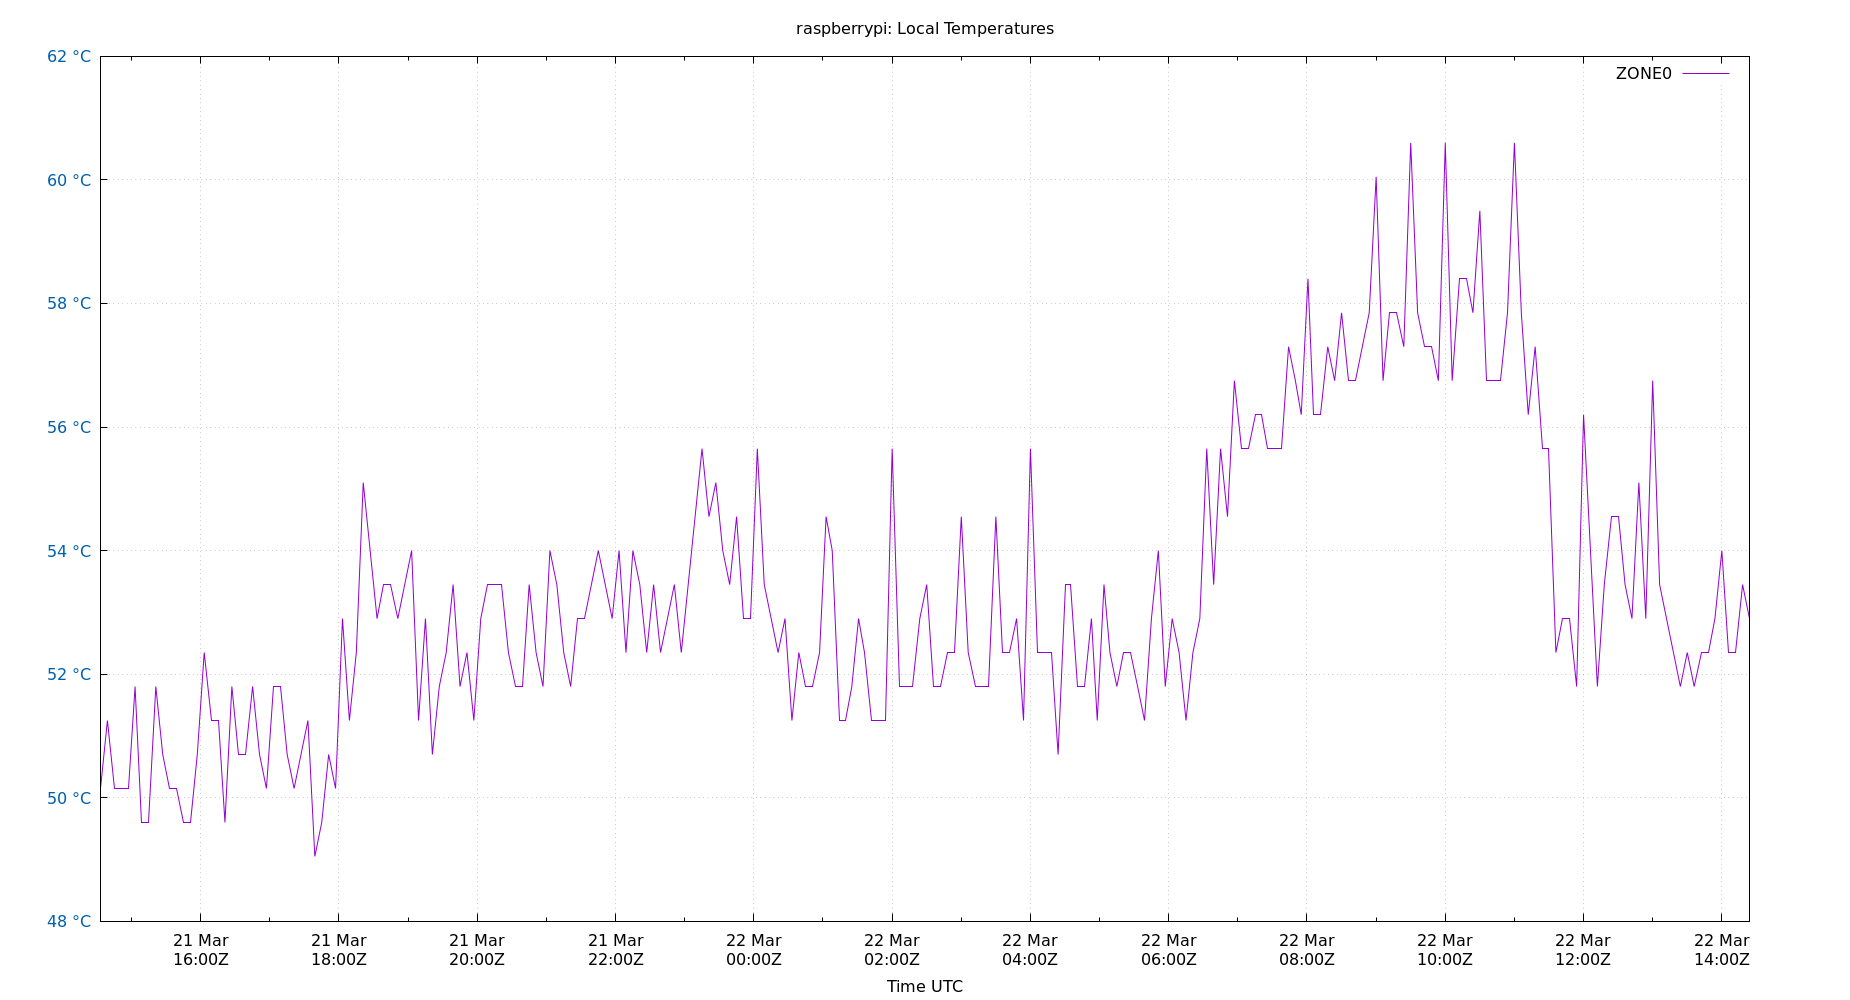 raspberrypi: Local Temperatures
62 °C
ZONE0
60 °C
58 °C
56 °C
54 °C
52 °C
50 °C
48 °C
21 Mar 21 Mar 21 Mar 21 Mar 22 Mar 22 Mar 22 Mar 22 Mar 22 Mar 22 Mar 22 Mar 22 Mar
16:00Z 18:00Z 20:00Z 22:00Z 00:00Z 02:00Z 04:00Z 06:00Z 08:00Z 10:00Z 12:00Z 14:00Z
Time UTC